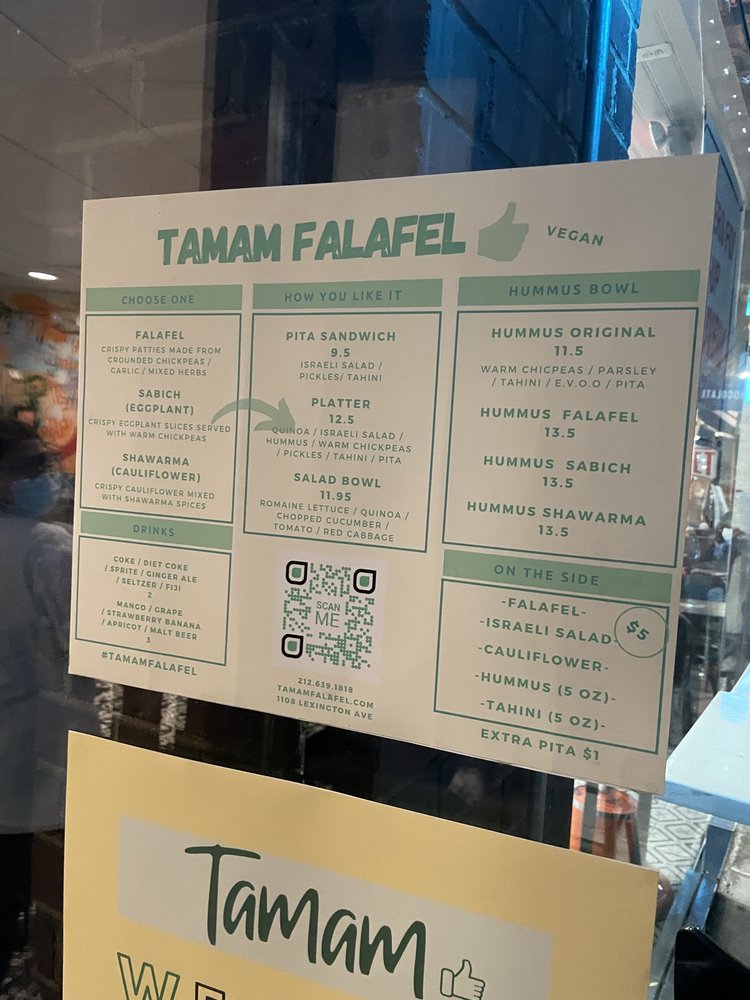 TAMAM FALAFEL
VEGAN
CHOOSE ONE
FALAFEL
CRISPY PATTIES MADE FROM
GROUNDED CHICKPEAS /
GARLIC / MIXED HERBS
SABICH
(EGGPLANT)
CRISPY EGGPLANT SLICES SERVED
WITH WARM CHICKPEAS
SHAWARMA
(CAULIFLOWER)
CRISPY CAULIFLOWER MIXED
WITH SHAWARMA SPICES
DRINKS
COKE / DIET COKE
/ SPRITE / GINGER ALE
/ SELTZER / FIJI
2
MANGO / GRAPE
/ STRAWBERRY BANANA
/ APRICOT / MALT BEER
3
#TAMAMFALAFEL
HOW YOU LIKE IT
PITA SANDWICH
9.5
ISRAELI SALAD /
PICKLES/ TAHINI
PLATTER
12.5
QUINOA / ISRAELI SALAD /
HUMMUS / WARM CHICKPEAS
/ PICKLES / TAHINI / PITA
SALAD BOWL
11.95
ROMAINE LETTUCE / QUINOA /
CHOPPED CUCUMBER /
TOMATO / RED CABBAGE
SCAN
ME
212.639.1818
TAMAMFALAFEL.COM
1108 LEXINGTON AVE
HUMMUS BOWL
HUMMUS ORIGINAL
11.5
WARM CHICPEAS / PARSLEY
/ TAHINI / E.V.O.O / PITA
HUMMUS FALAFEL
13.5
HUMMUS SABICH
13.5
HUMMUS SHAWARMA
13.5
ON THE SIDE
-FALAFEL-
-ISRAELI SALAD-
$5
-CAULIFLOWER-
-HUMMUS (5 OZ)-
-TAHINI (5 OZ)-
EXTRA PITA $1
Tamam